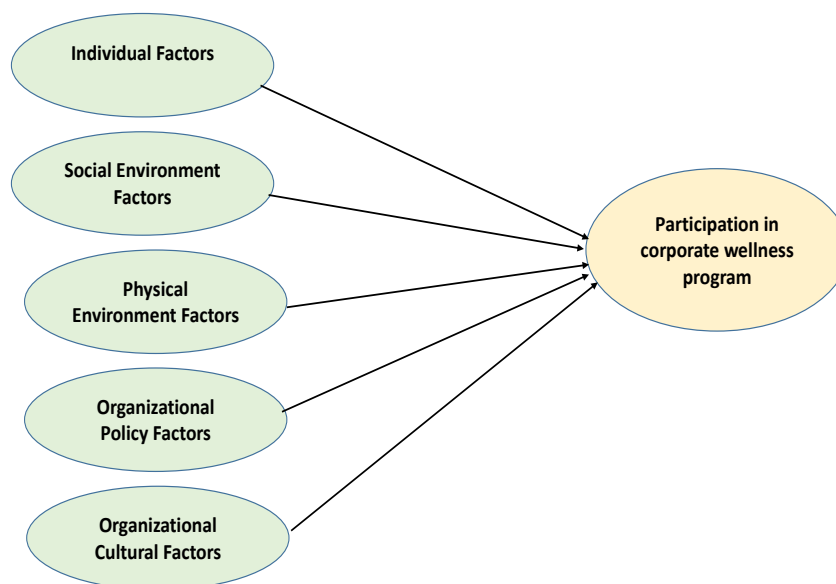 Individual Factors
Social Environment
Factors
Physical
Environment Factors
Organizational
Policy Factors
Organizational
Cultural Factors
Participation in
corporate wellness
program